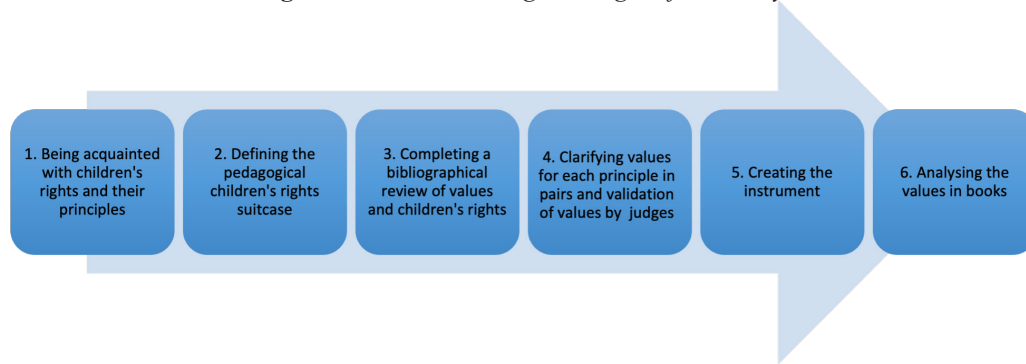 1. Being acquainted
with children's
rights and their
principles
2. Defining the
pedagogical
children's rights
suitcase
3. Completing a
bibliographical
review of values
and children's rights
4. Clarifying values
for each principle in
pairs and validation
of values by judges
5. Creating the
instrument
6. Analysing the
values in books